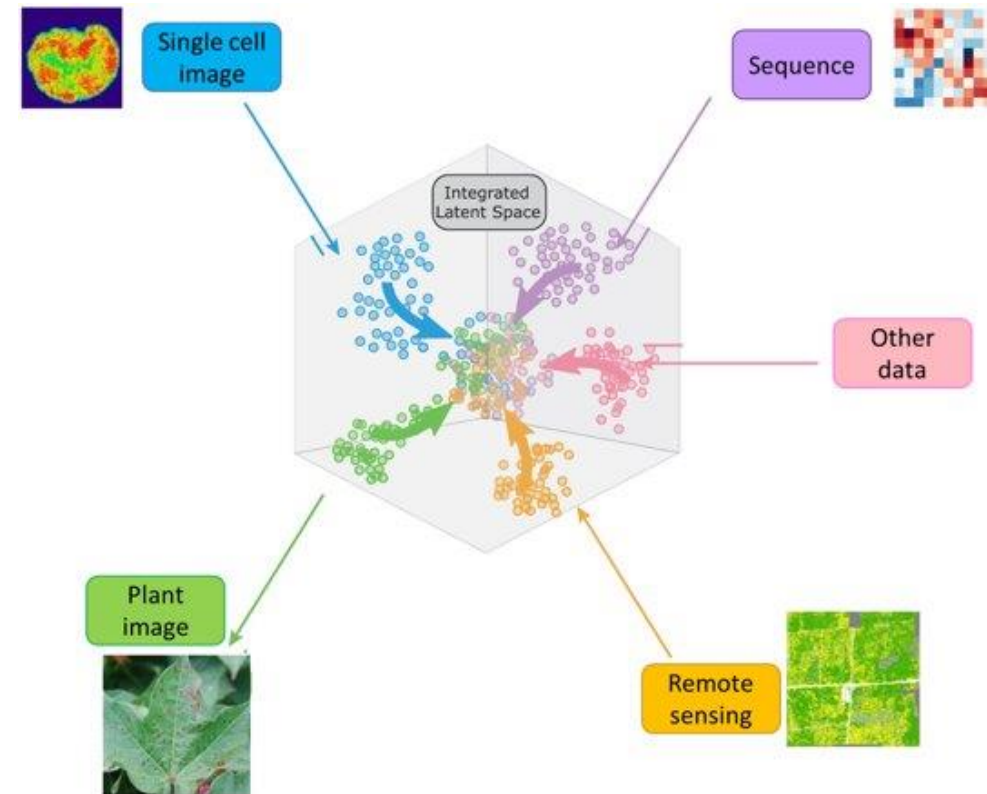 Single cell
image
Sequence
Integrated
Latent Space
Other
data
Plant
image
Remote
sensing